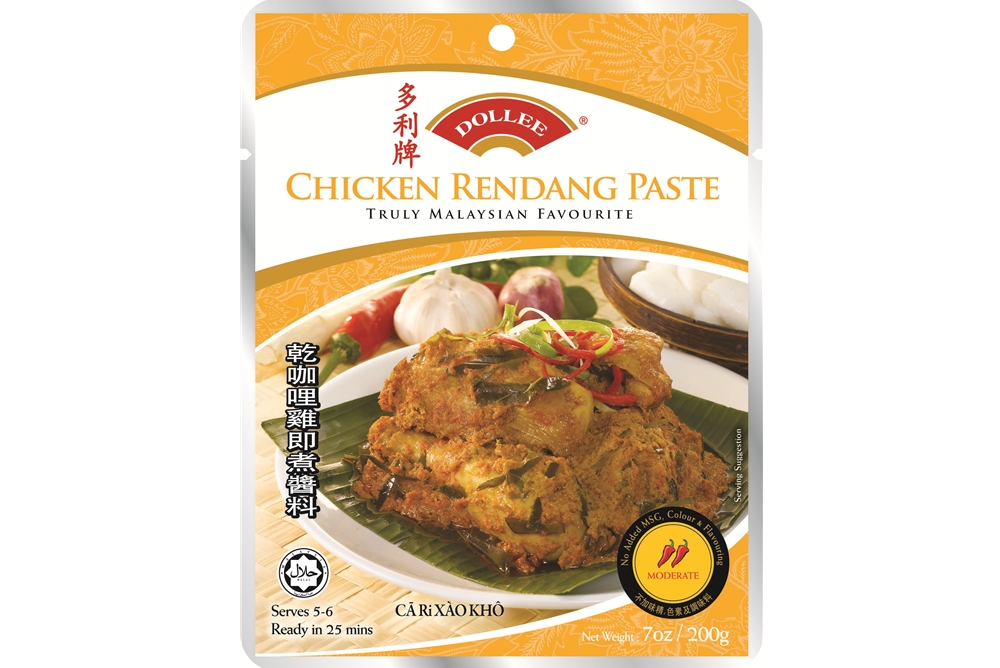 多利牌
DOLLEE®
CHICKEN RENDANG PASTE
TRULY MALAYSIAN FAVOURITE
乾咖哩雞即煮醬料
Serving Suggestion
No Added MSG, Colour & Flavouring
MODERATE
不加味精,色素及調味料
حلال
HALAL
Serves 5-6
Ready in 25 mins
CÀ Ri XÀO KHÔ
Net Weight : 7oz / 200g